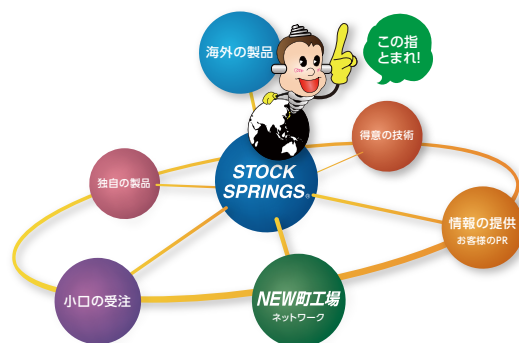 海外の製品
この指
とまれ!
得意の技術
STOCK
SPRINGS®
独自の製品
情報の提供
お客様のPR
小口の受注
NEW町工場
ネットワーク